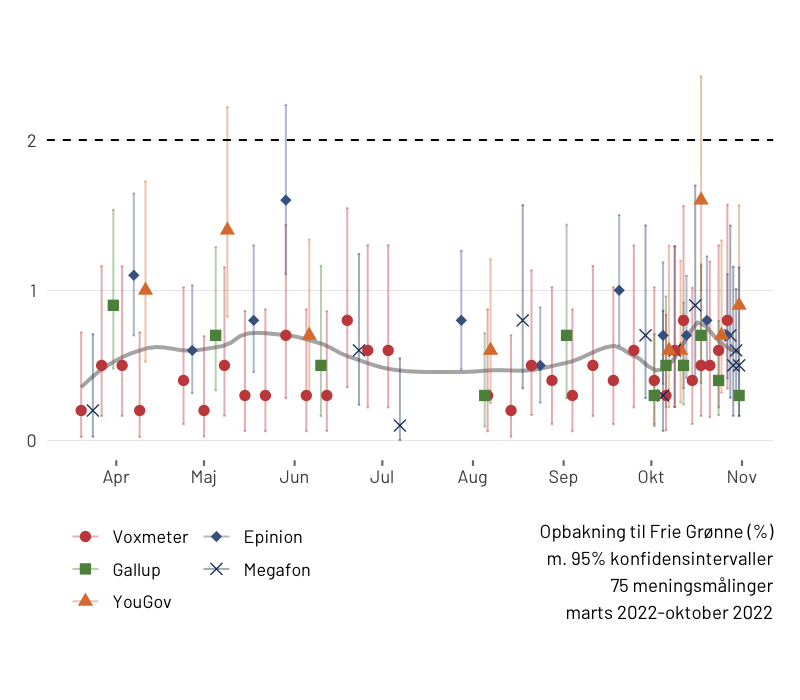 2
1
0
Apr Maj Jun Jul Aug Sep Okt Nov
Voxmeter Epinion
Gallup Megafon
YouGov
Opbakning til Frie Grønne (%)
m. 95% konfidensintervaller
75 meningsmålinger
marts 2022-oktober 2022